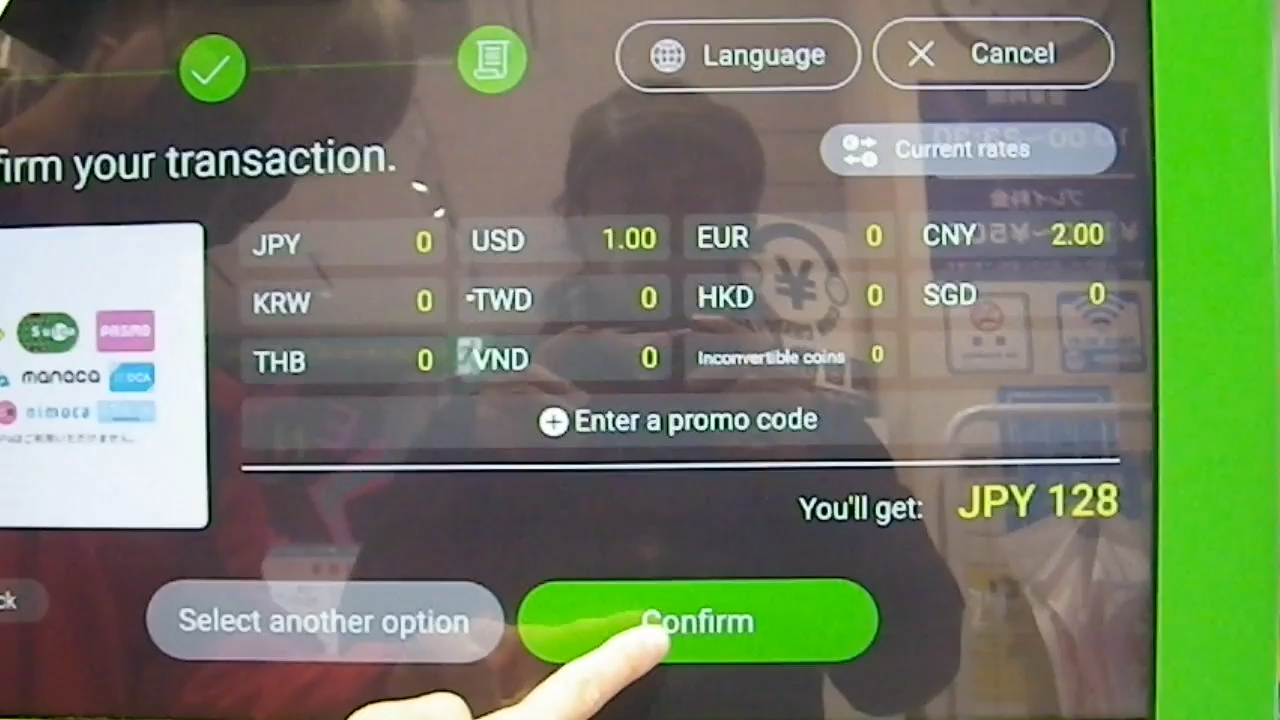 Language
Cancel
firm your transaction.
Current rates
JPY 0 USD 1.00 EUR 0 CNY 2.00
KRW 0 TWD 0 HKD 0 SGD 0
THB 0 VND 0 Inconvertible coins 0
Suica PASMO
manaca
nimoca
Enter a promo code
You'll get: JPY 128
ck
Select another option
Confirm